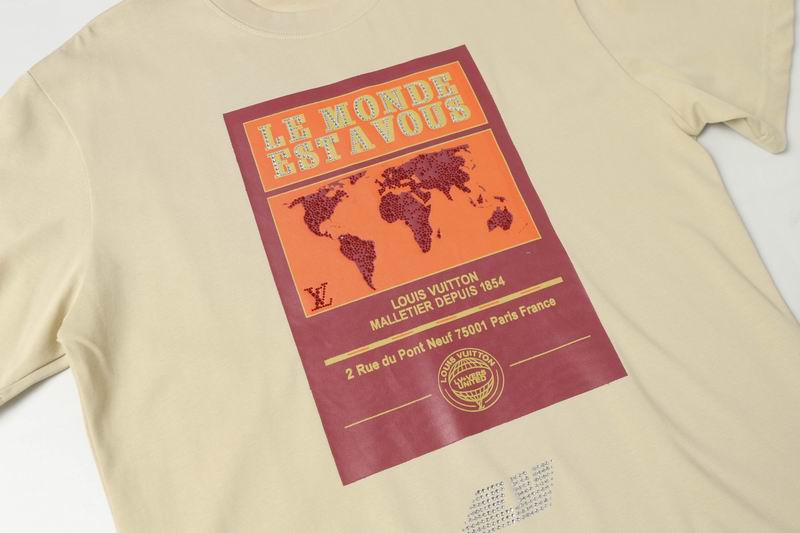 LE MONDE
EST A VOUS
LV
LOUIS VUITTON
MALLETIER DEPUIS 1854
2 Rue du Pont Neuf 75001 Paris France
LOUIS VUITTON
LVERS
UNITED